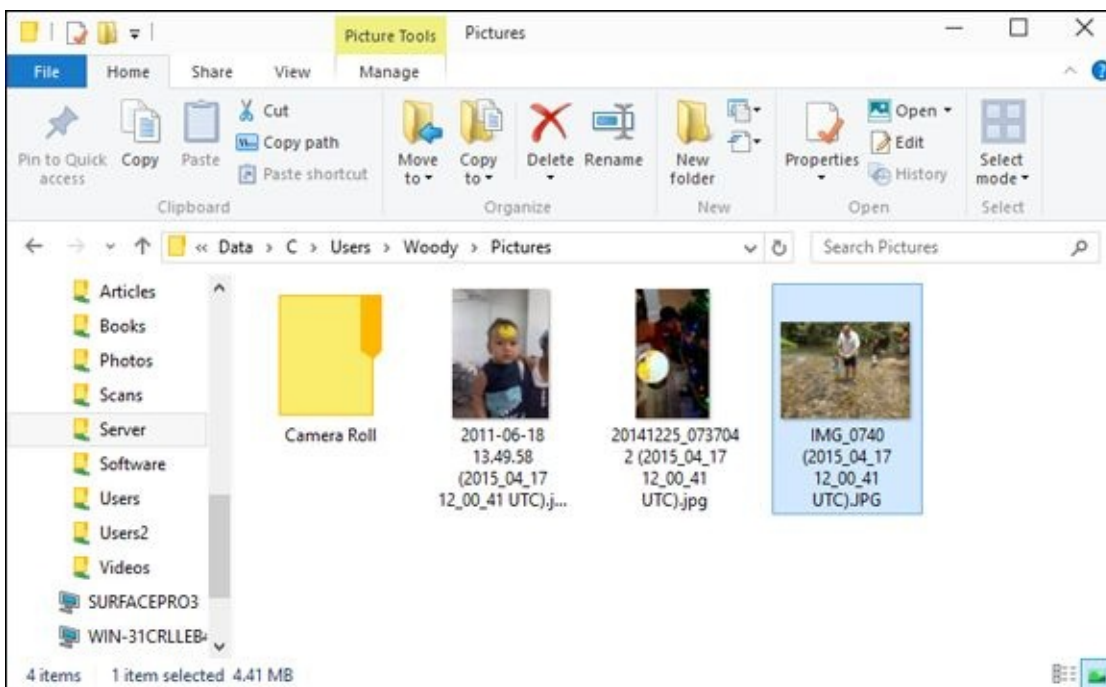 Picture Tools Pictures
File Home Share View Manage
Pin to Quick access
Copy
Paste
Cut
Copy path
Paste shortcut
Clipboard
Move to
Copy to
Delete
Rename
Organize
New folder
New
Properties
Open
Edit
History
Open
Select mode
Select
« Data > C > Users > Woody > Pictures
Search Pictures
Articles
Books
Photos
Scans
Server
Software
Users
Users2
Videos
SURFACEPRO3
WIN-31CRLLEB
Camera Roll
2011-06-18
13.49.58
(2015_04_17
12_00_41 UTC).j...
20141225_073704
2 (2015_04_17
12_00_41
UTC).jpg
IMG_0740
(2015_04_17
12_00_41
UTC).JPG
4 items 1 item selected 4.41 MB